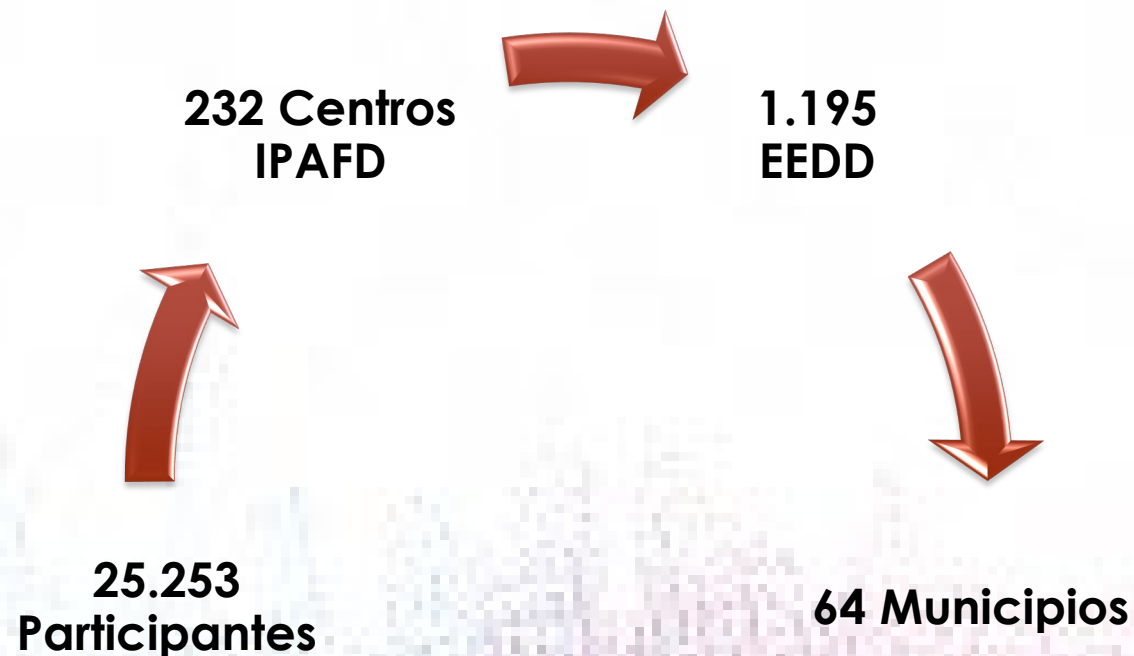 232 Centros
IPAFD
1.195
EEDD
25.253
Participantes
64 Municipios